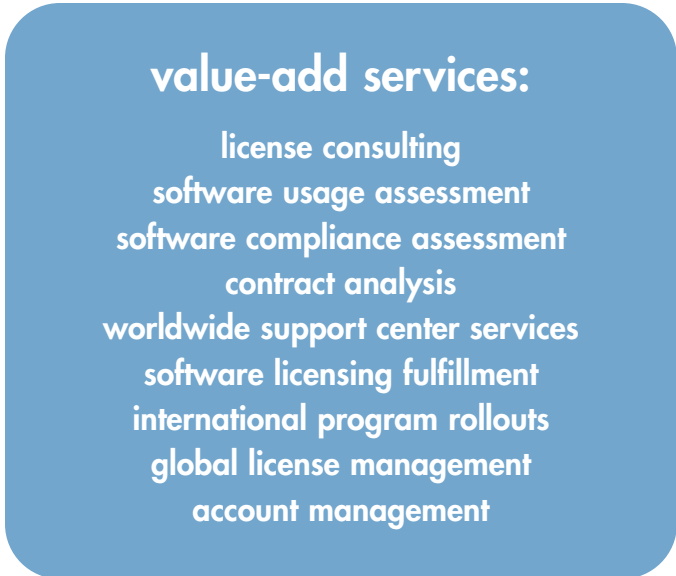 value-add services:
license consulting
software usage assessment
software compliance assessment
contract analysis
worldwide support center services
software licensing fulfillment
international program rollouts
global license management
account management